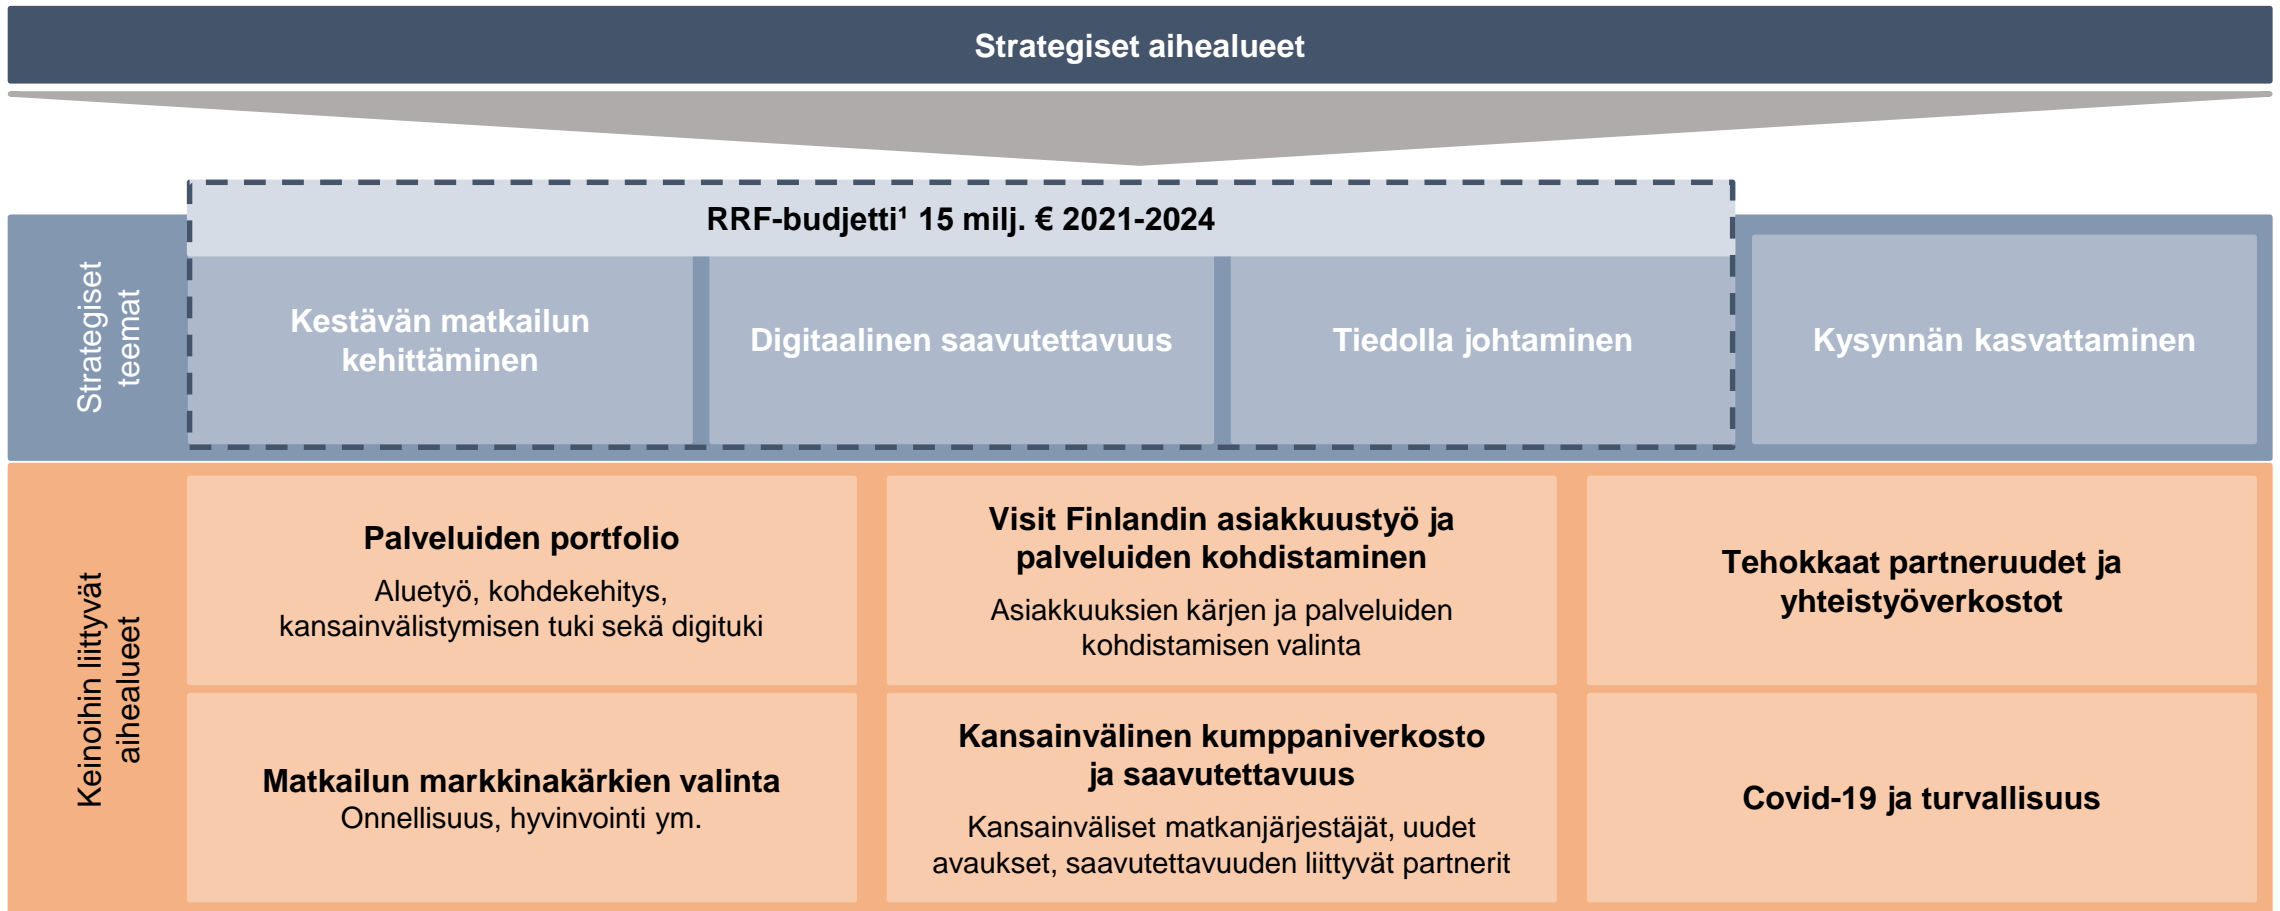 Strategiset aihealueet
RRF-budjetti¹ 15 milj. € 2021-2024
Strategiset
teemat
Kestävän matkailun
kehittäminen
Digitaalinen saavutettavuus
Tiedolla johtaminen
Kysynnän kasvattaminen
Keinoihin liittyvät
aihealueet
Palveluiden portfolio
Aluetyö, kohdekehitys,
kansainvälistymisen tuki sekä digituki
Visit Finlandin asiakkuustyö ja
palveluiden kohdistaminen
Asiakkuuksien kärjen ja palveluiden
kohdistamisen valinta
Tehokkaat partneruudet ja
yhteistyöverkostot
Matkailun markkinakärkien valinta
Onnellisuus, hyvinvointi ym.
Kansainvälinen kumppaniverkosto
ja saavutettavuus
Kansainväliset matkanjärjestäjät, uudet
avaukset, saavutettavuuden liittyvät partnerit
Covid-19 ja turvallisuus